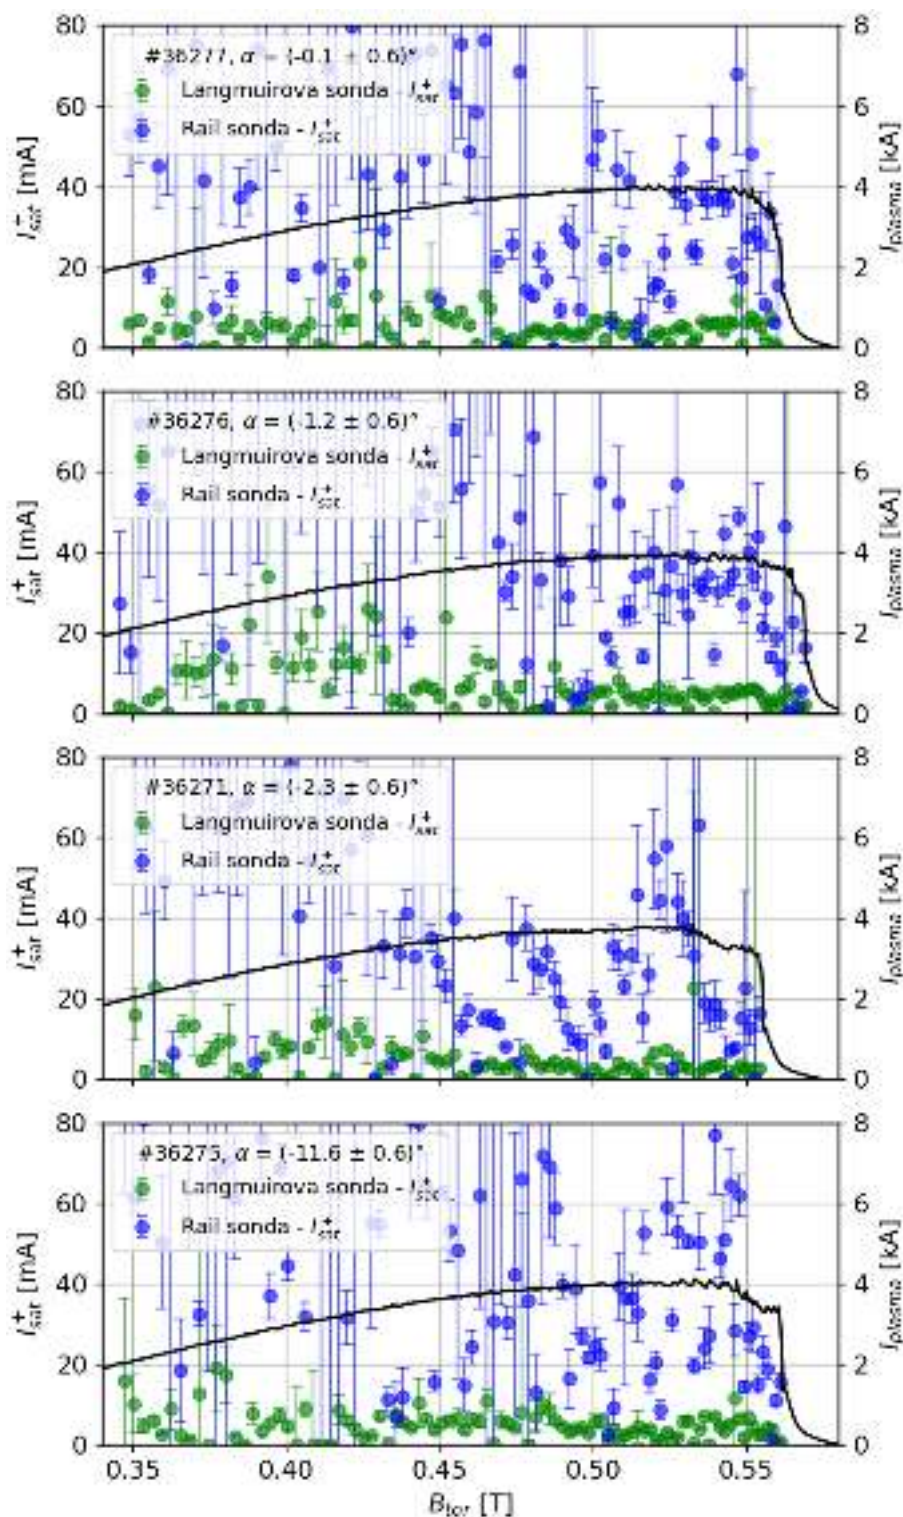 80
60
40
20
0
I⁺sat [mA]
#36277, α = (-0.1 ± 0.6)°
Langmuirova sonda - I⁺sat
Rail sonda - I⁺sat
8
6
4
2
0
Iplasma [kA]
80
60
40
20
0
I⁺sat [mA]
#36276, α = (-1.2 ± 0.6)°
Langmuirova sonda - I⁺sat
Rail sonda - I⁺sat
8
6
4
2
0
Iplasma [kA]
80
60
40
20
0
I⁺sat [mA]
#36271, α = (-2.3 ± 0.6)°
Langmuirova sonda - I⁺sat
Rail sonda - I⁺sat
8
6
4
2
0
Iplasma [kA]
80
60
40
20
0
I⁺sat [mA]
#36275, α = (-11.6 ± 0.6)°
Langmuirova sonda - I⁺sat
Rail sonda - I⁺sat
8
6
4
2
0
Iplasma [kA]
0.35 0.40 0.45 0.50 0.55
Btor [T]